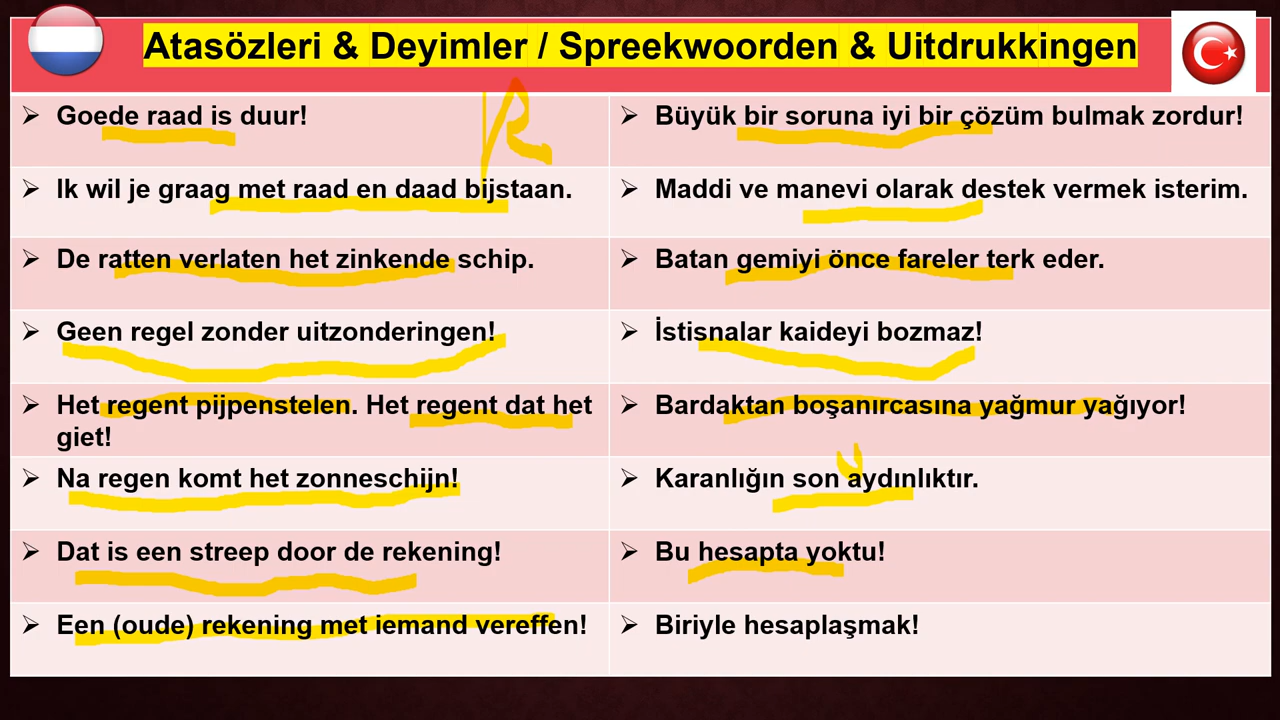 Atasözleri & Deyimler / Spreekwoorden & Uitdrukkingen
R
Goede raad is duur!
Büyük bir soruna iyi bir çözüm bulmak zordur!
Ik wil je graag met raad en daad bijstaan.
Maddi ve manevi olarak destek vermek isterim.
De ratten verlaten het zinkende schip.
Batan gemiyi önce fareler terk eder.
Geen regel zonder uitzonderingen!
İstisnalar kaideyi bozmaz!
Het regent pijpenstelen. Het regent dat het
giet!
Bardaktan boşanırcasına yağmur yağıyor!
Na regen komt het zonneschijn!
Karanlığın son aydınlıktır.
Dat is een streep door de rekening!
Bu hesapta yoktu!
Een (oude) rekening met iemand vereffen!
Biriyle hesaplaşmak!